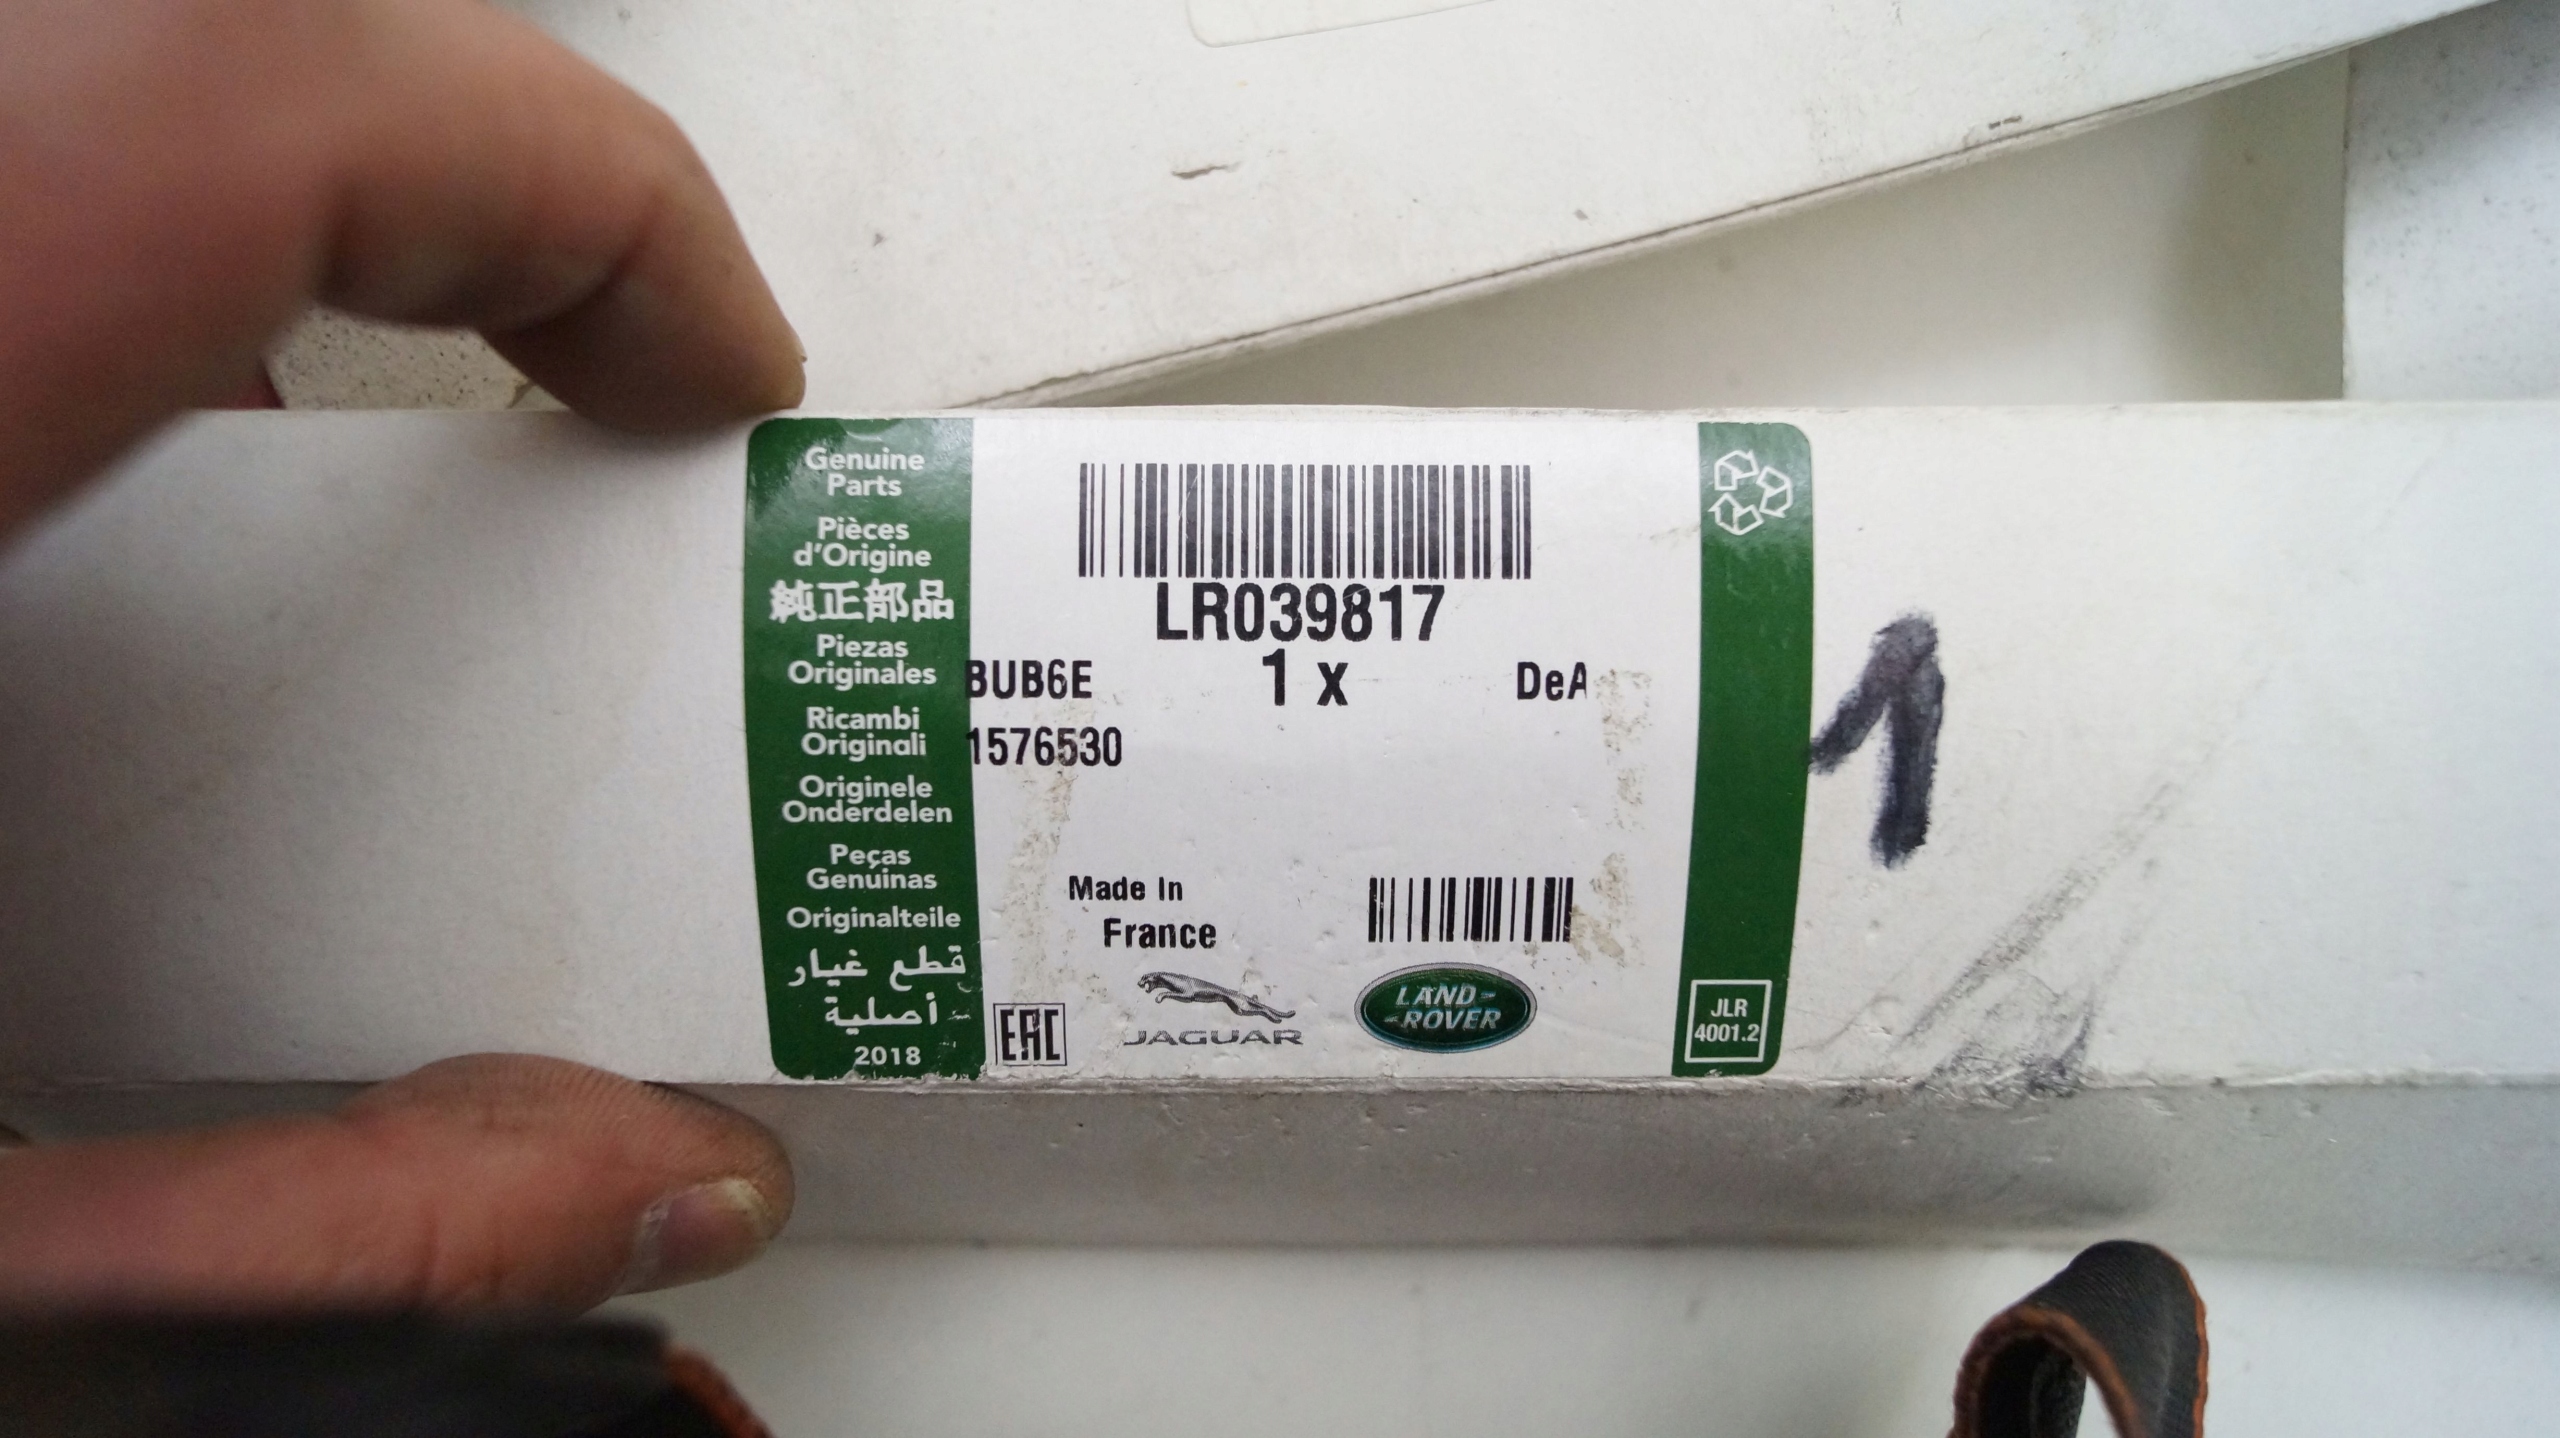 Genuine
Parts
Pièces
d'Origine
純正部品
Piezas
Originales
Ricambi
Originali
Originele
Onderdelen
Peças
Genuinas
Originalteile
قطع غيار
أصلية
2018
LR039817
BUB6E 1 x DeA
1576530
Made In
France
EAC
JAGUAR
LAND-
-ROVER
JLR
4001.2
1